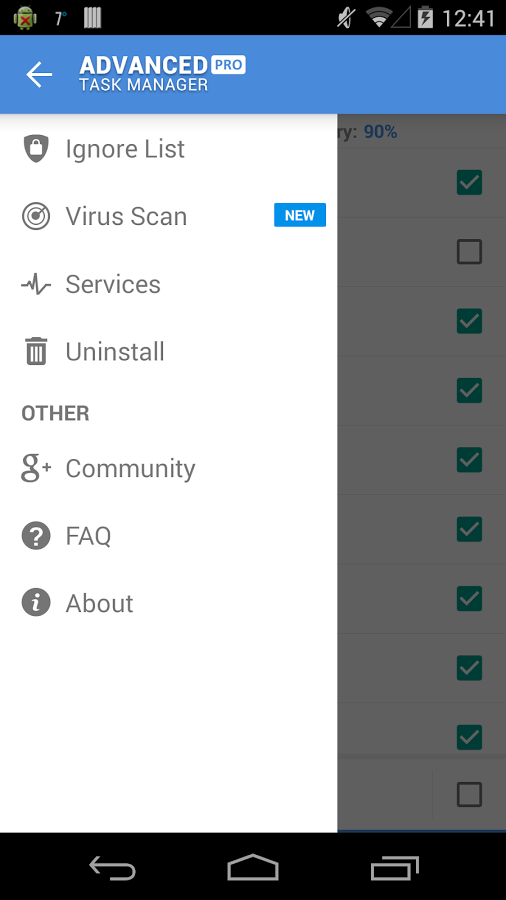 7°
12:41
ADVANCED PRO
TASK MANAGER
Ignore List
Virus Scan NEW
Services
Uninstall
OTHER
g+ Community
? FAQ
i About
ry: 90%